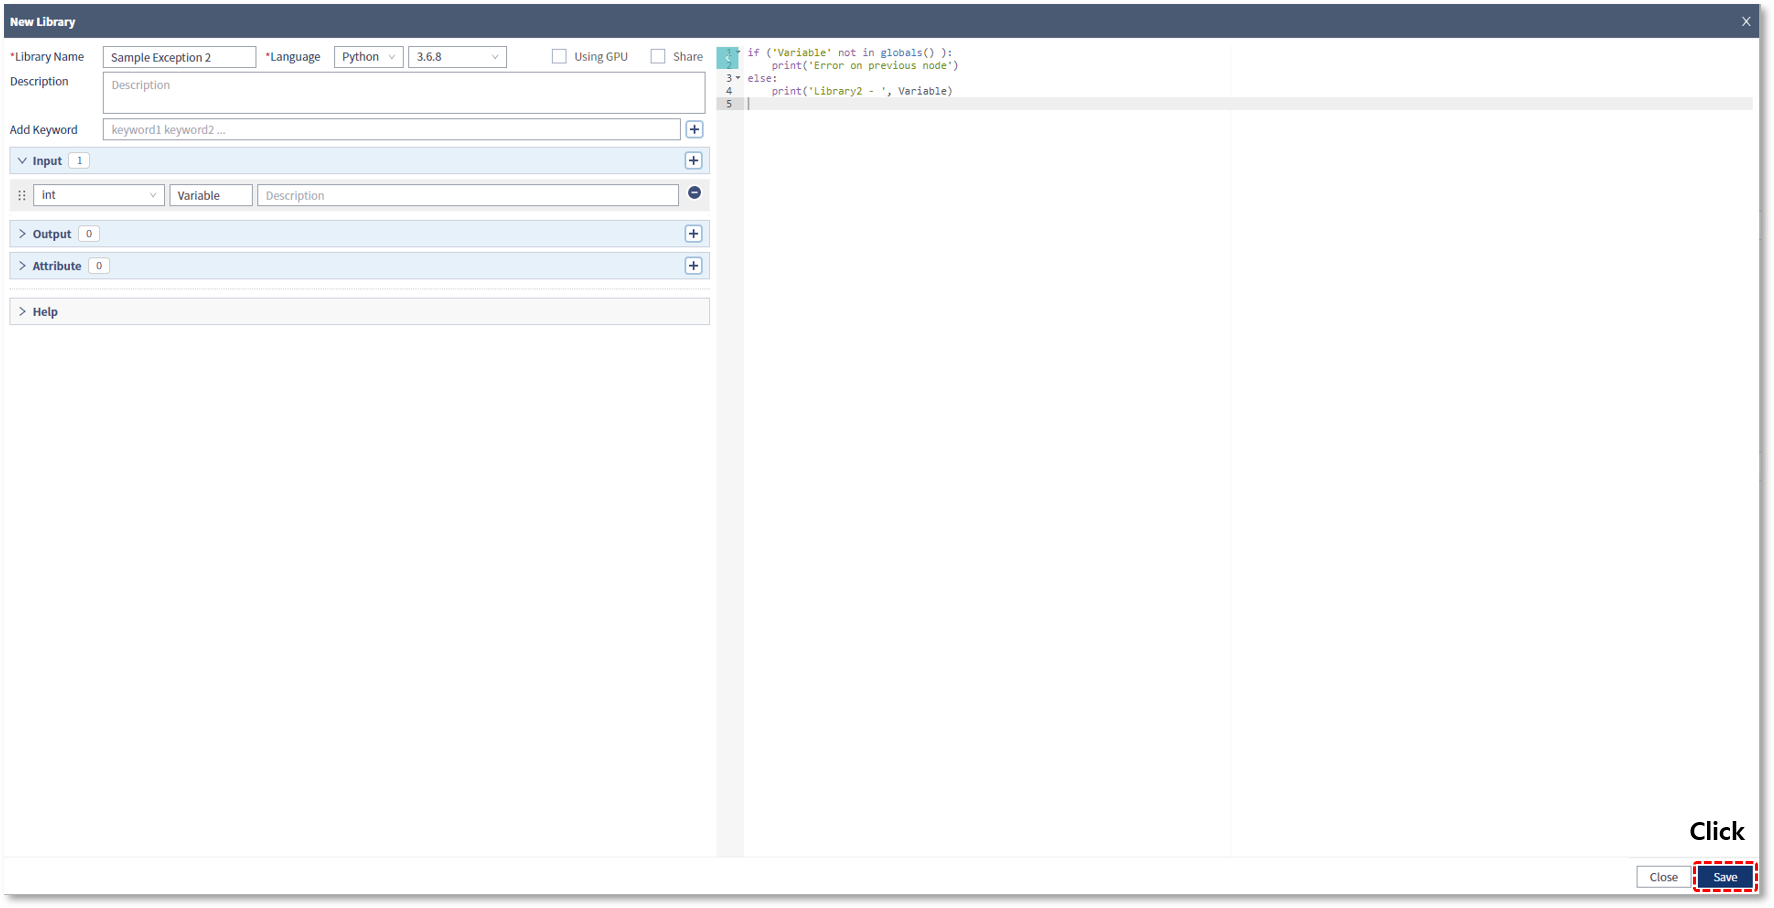 New Library
X
*Library Name Sample Exception 2 *Language Python 3.6.8 Using GPU Share
Description Description
Add Keyword keyword1 keyword2 ...
Input 1
int Variable Description
Output 0
Attribute 0
Help
1 if ('Variable' not in globals() ):
2 print('Error on previous node')
3 else:
4 print('Library2 - ', Variable)
5
Click
Close Save